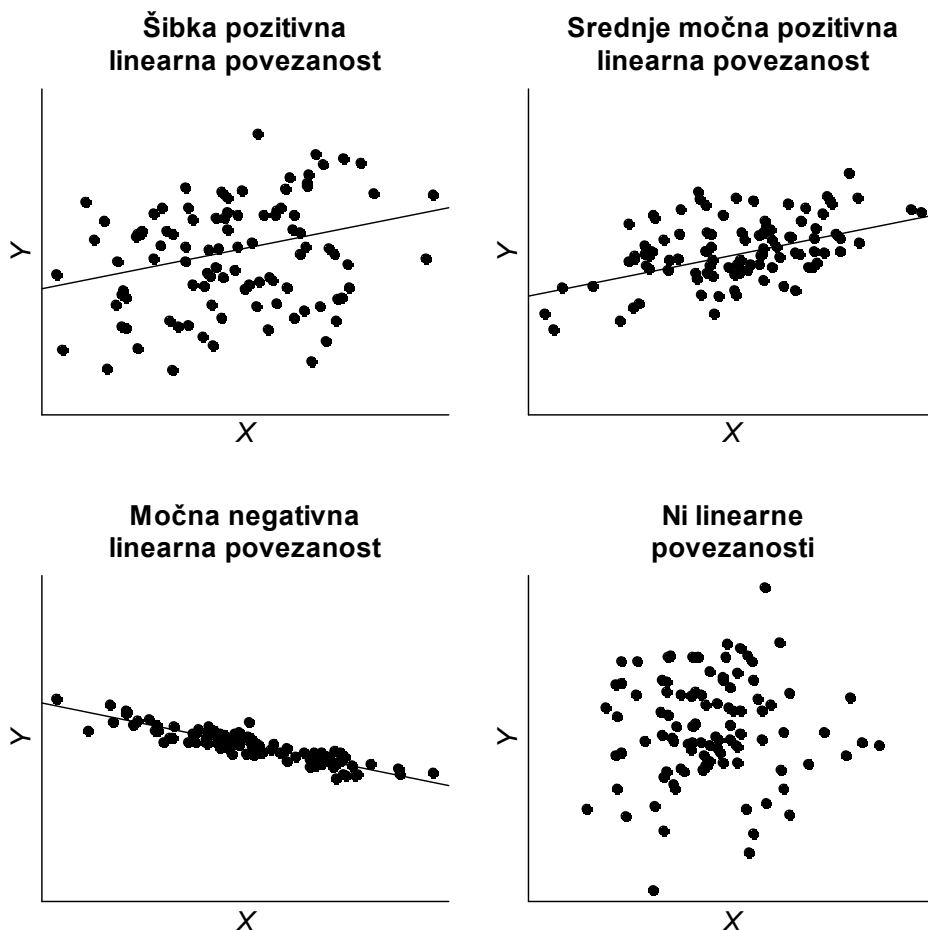 Šibka pozitivna
linearna povezanost
Y
X
Srednje močna pozitivna
linearna povezanost
Y
X
Močna negativna
linearna povezanost
Y
X
Ni linearne
povezanosti
Y
X